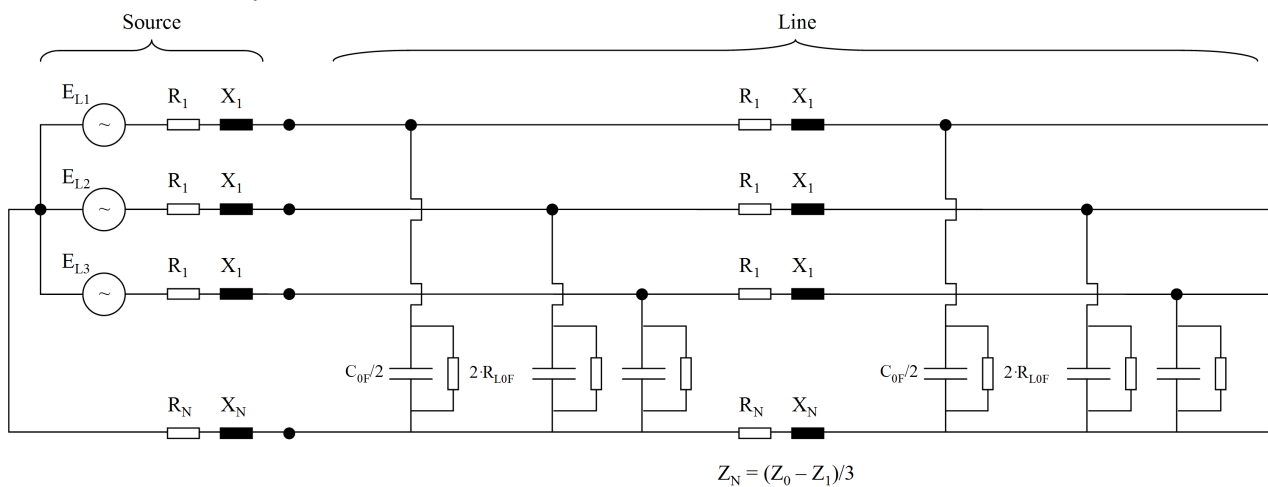 Source Line
E_L1 R_1 X_1 R_1 X_1
E_L2 R_1 X_1 R_1 X_1
E_L3 R_1 X_1 R_1 X_1
C_0F/2 2·R_L0F C_0F/2 2·R_L0F
R_N X_N R_N X_N
Z_N = (Z_0 – Z_1)/3